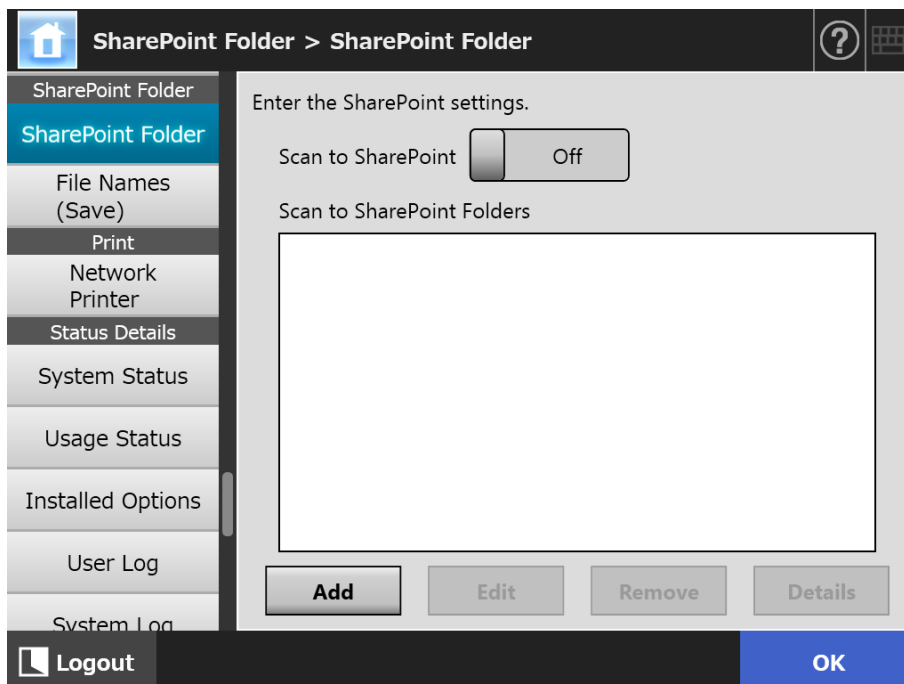 SharePoint Folder > SharePoint Folder
?
SharePoint Folder
SharePoint Folder
File Names
(Save)
Print
Network
Printer
Status Details
System Status
Usage Status
Installed Options
User Log
System Log
Enter the SharePoint settings.
Scan to SharePoint
Off
Scan to SharePoint Folders
Add
Edit
Remove
Details
Logout
OK